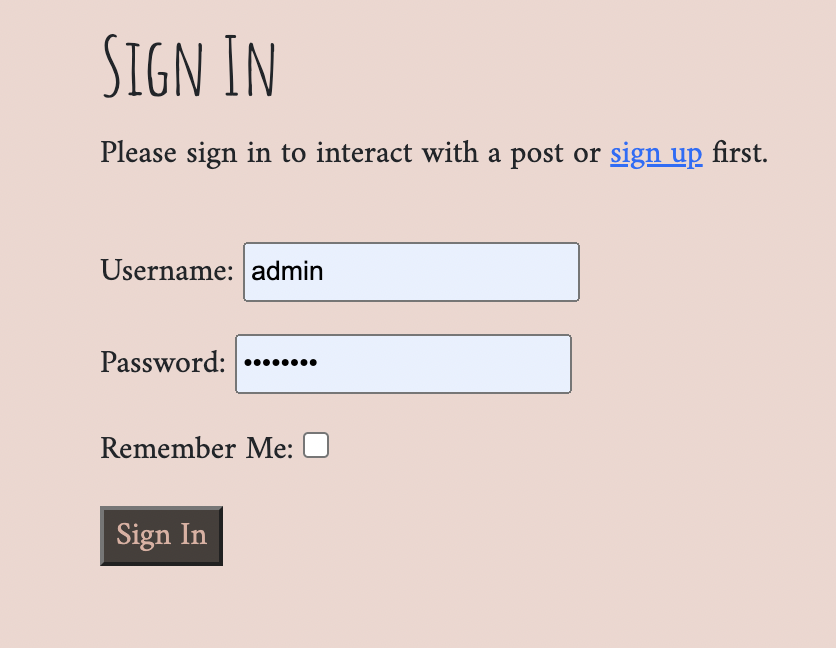 Sign In
Please sign in to interact with a post or sign up first.
Username: admin
Password: ••••••••
Remember Me:
Sign In